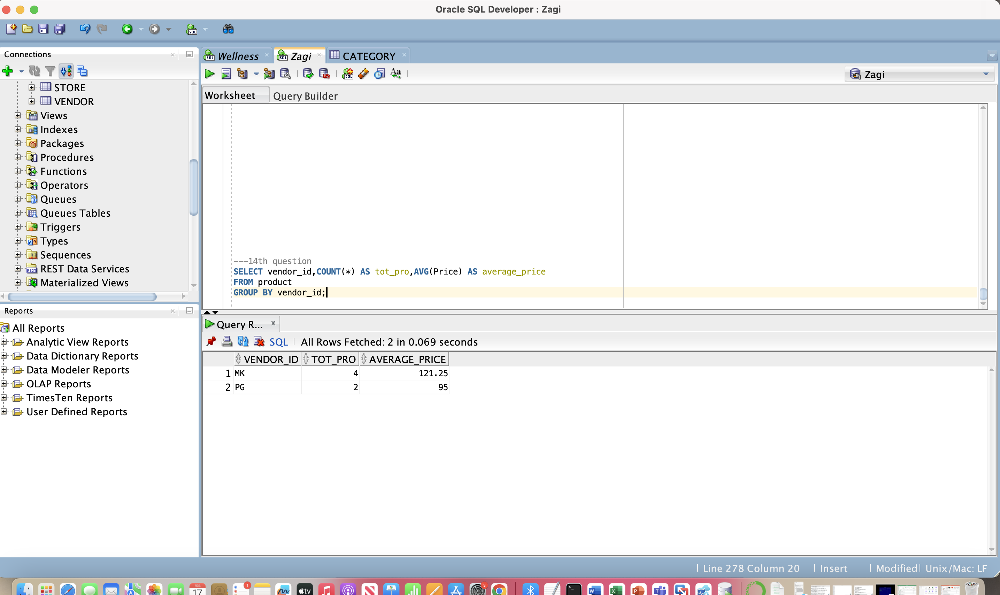 Oracle SQL Developer : Zagi
Connections
STORE
VENDOR
Views
Indexes
Packages
Procedures
Functions
Operators
Queues
Queues Tables
Triggers
Types
Sequences
REST Data Services
Materialized Views
Reports
All Reports
Analytic View Reports
Data Dictionary Reports
Data Modeler Reports
OLAP Reports
TimesTen Reports
User Defined Reports
Wellness
Zagi
CATEGORY
Zagi
Worksheet
Query Builder
---14th question
SELECT vendor_id,COUNT(*) AS tot_pro,AVG(Price) AS average_price
FROM product
GROUP BY vendor_id;
Query R...
SQL
All Rows Fetched: 2 in 0.069 seconds
VENDOR_ID TOT_PRO AVERAGE_PRICE
1 MK 4 121.25
2 PG 2 95
Line 278 Column 20
Insert
Modified
Unix/Mac: LF
FEB
17
1
tv
3